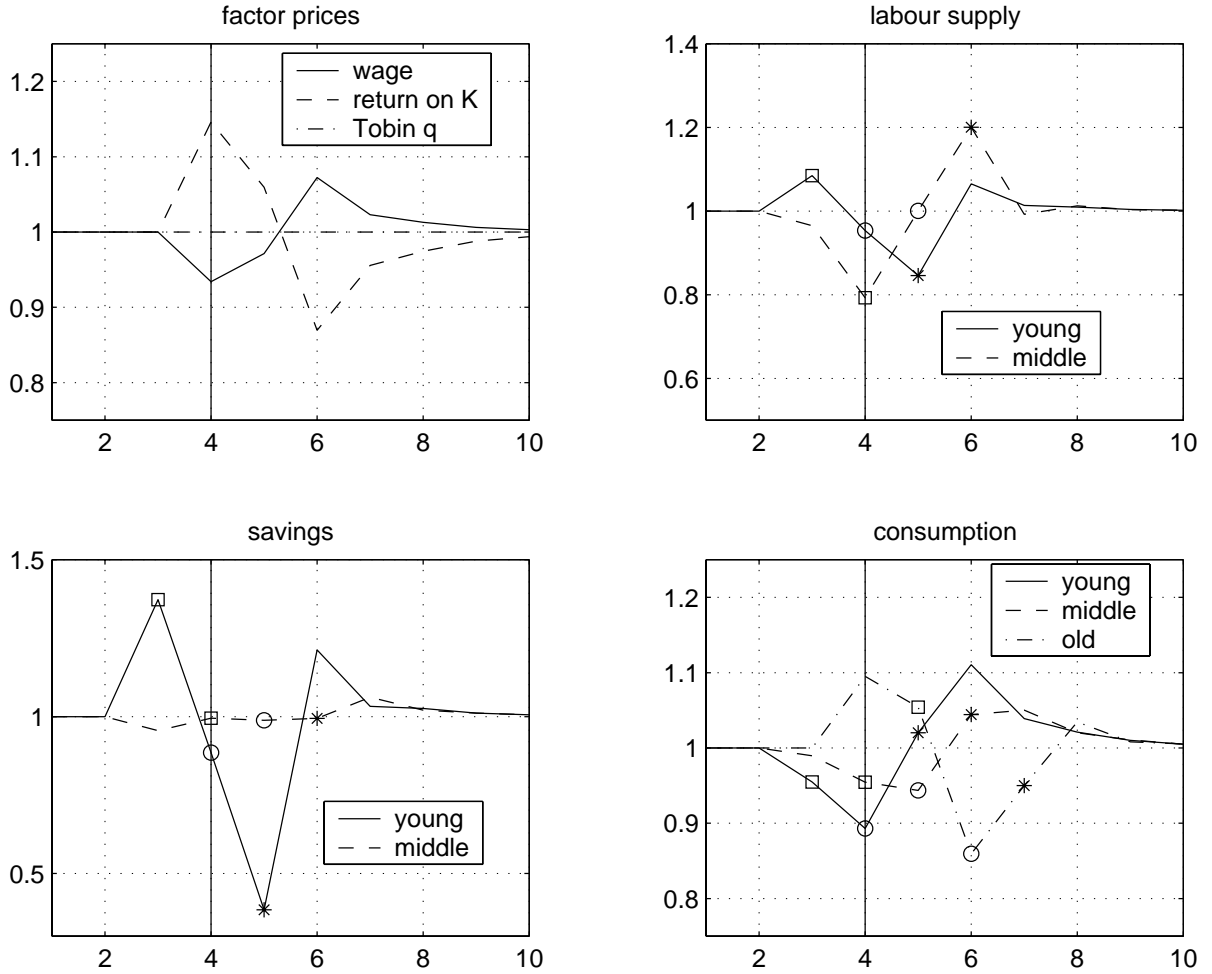 factor prices
1.2
1.1
1
0.9
0.8
2 4 6 8 10
wage
return on K
Tobin q
labour supply
1.4
1.2
1
0.8
0.6
2 4 6 8 10
young
middle
savings
1.5
1
0.5
2 4 6 8 10
young
middle
consumption
1.2
1.1
1
0.9
0.8
2 4 6 8 10
young
middle
old